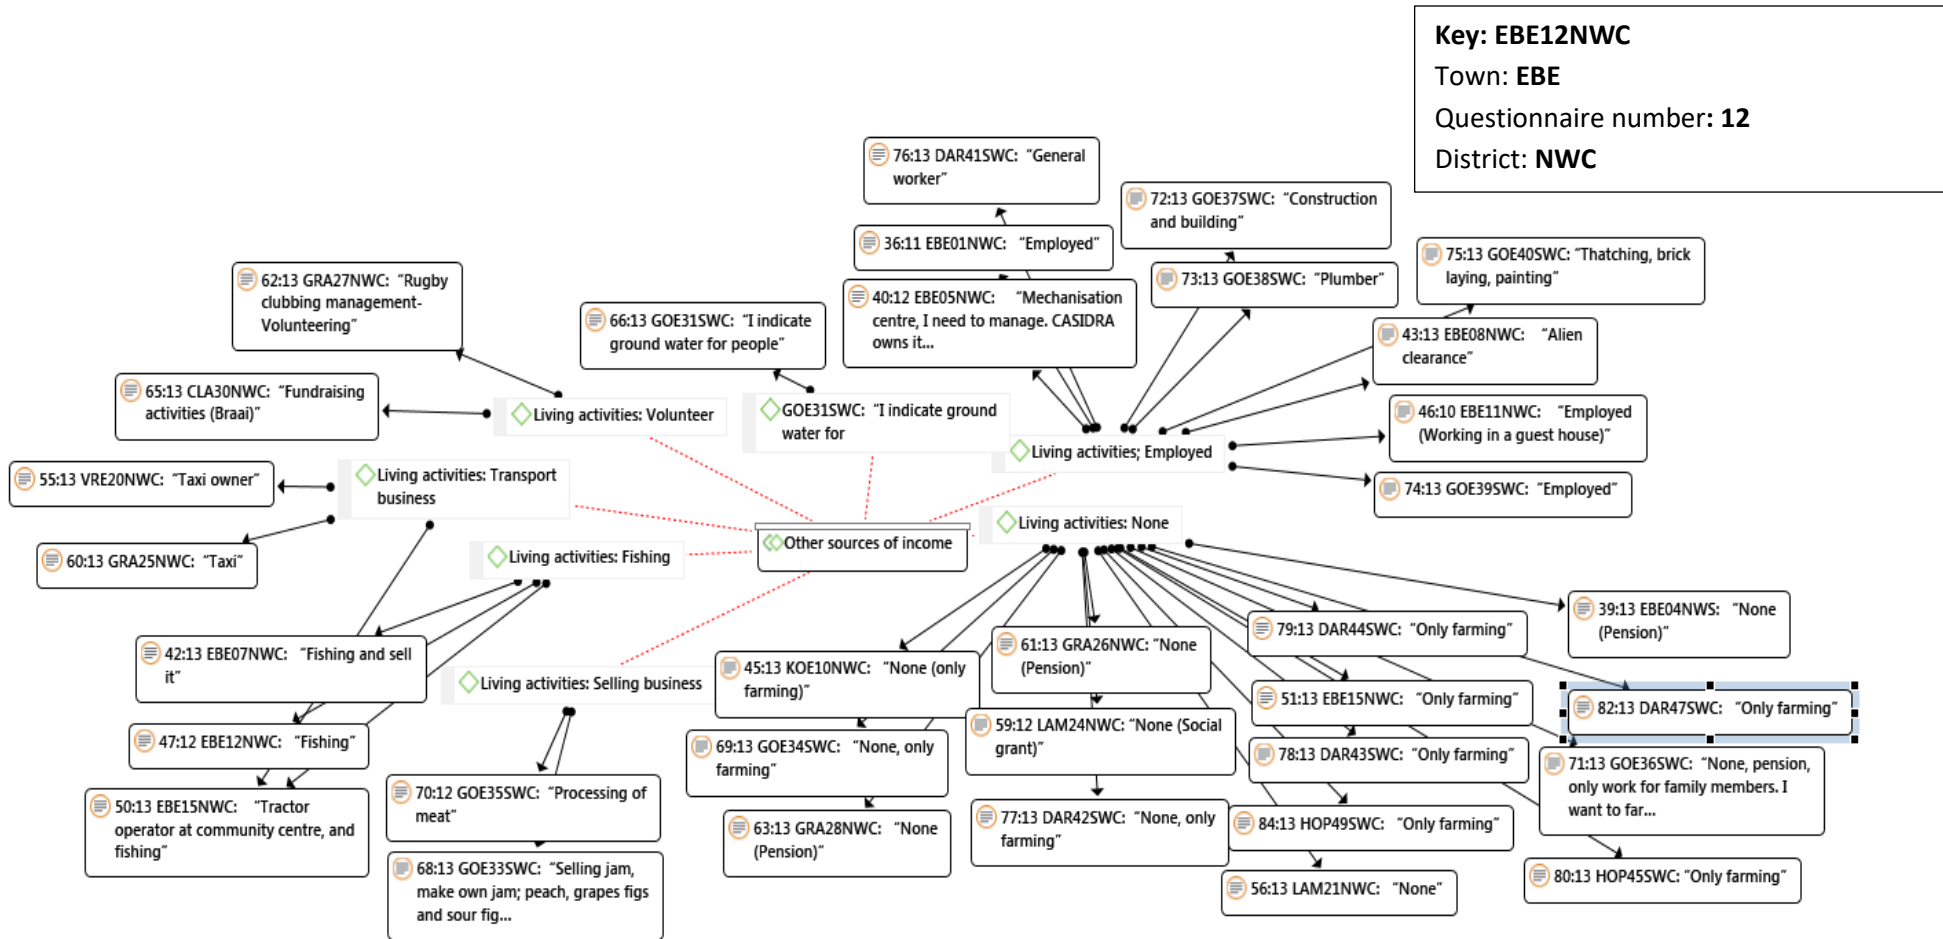 Key: EBE12NWC
Town: EBE
Questionnaire number: 12
District: NWC
76:13 DAR41SWC: “General
worker”
72:13 GOE37SWC: “Construction
and building”
36:11 EBE01NWC: “Employed”
75:13 GOE40SWC: “Thatching, brick
laying, painting”
62:13 GRA27NWC: “Rugby
clubbing management-
Volunteering”
73:13 GOE38SWC: “Plumber”
40:12 EBE05NWC: “Mechanisation
centre, I need to manage. CASIDRA
owns it...
66:13 GOE31SWC: “I indicate
ground water for people”
43:13 EBE08NWC: “Alien
clearance”
65:13 CLA30NWC: “Fundraising
activities (Braai)”
Living activities: Volunteer
GOE31SWC: “I indicate ground
water for
46:10 EBE11NWC: “Employed
(Working in a guest house)”
Living activities; Employed
55:13 VRE20NWC: “Taxi owner”
Living activities: Transport
business
74:13 GOE39SWC: “Employed”
Living activities: None
Other sources of income
60:13 GRA25NWC: “Taxi”
Living activities: Fishing
39:13 EBE04NWS: “None
(Pension)”
79:13 DAR44SWC: “Only farming”
61:13 GRA26NWC: “None
(Pension)”
42:13 EBE07NWC: “Fishing and sell
it”
45:13 KOE10NWC: “None (only
farming)”
Living activities: Selling business
51:13 EBE15NWC: “Only farming”
82:13 DAR47SWC: “Only farming”
59:12 LAM24NWC: “None (Social
grant)”
47:12 EBE12NWC: “Fishing”
69:13 GOE34SWC: “None, only
farming”
78:13 DAR43SWC: “Only farming”
71:13 GOE36SWC: “None, pension,
only work for family members. I
want to far...
50:13 EBE15NWC: “Tractor
operator at community centre, and
fishing”
70:12 GOE35SWC: “Processing of
meat”
63:13 GRA28NWC: “None
(Pension)”
77:13 DAR42SWC: “None, only
farming”
84:13 HOP49SWC: “Only farming”
68:13 GOE33SWC: “Selling jam,
make own jam; peach, grapes figs
and sour fig...
56:13 LAM21NWC: “None”
80:13 HOP45SWC: “Only farming”